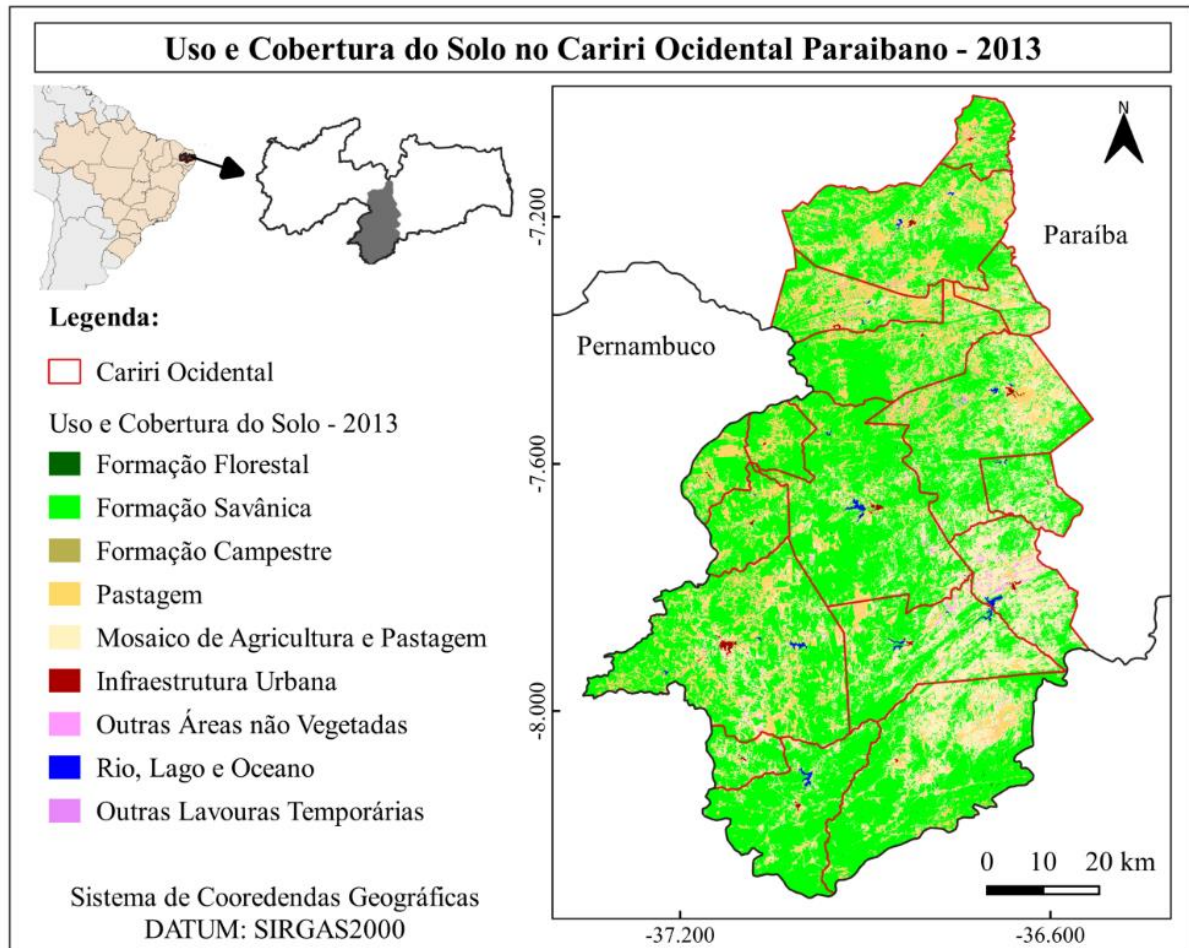 Uso e Cobertura do Solo no Cariri Ocidental Paraibano - 2013
Legenda:
Cariri Ocidental
Uso e Cobertura do Solo - 2013
Formação Florestal
Formação Savânica
Formação Campestre
Pastagem
Mosaico de Agricultura e Pastagem
Infraestrutura Urbana
Outras Áreas não Vegetadas
Rio, Lago e Oceano
Outras Lavouras Temporárias
Sistema de Cooredendas Geográficas
DATUM: SIRGAS2000
N
Paraíba
Pernambuco
-7.200
-7.600
-8.000
0 10 20 km
-37.200 -36.600